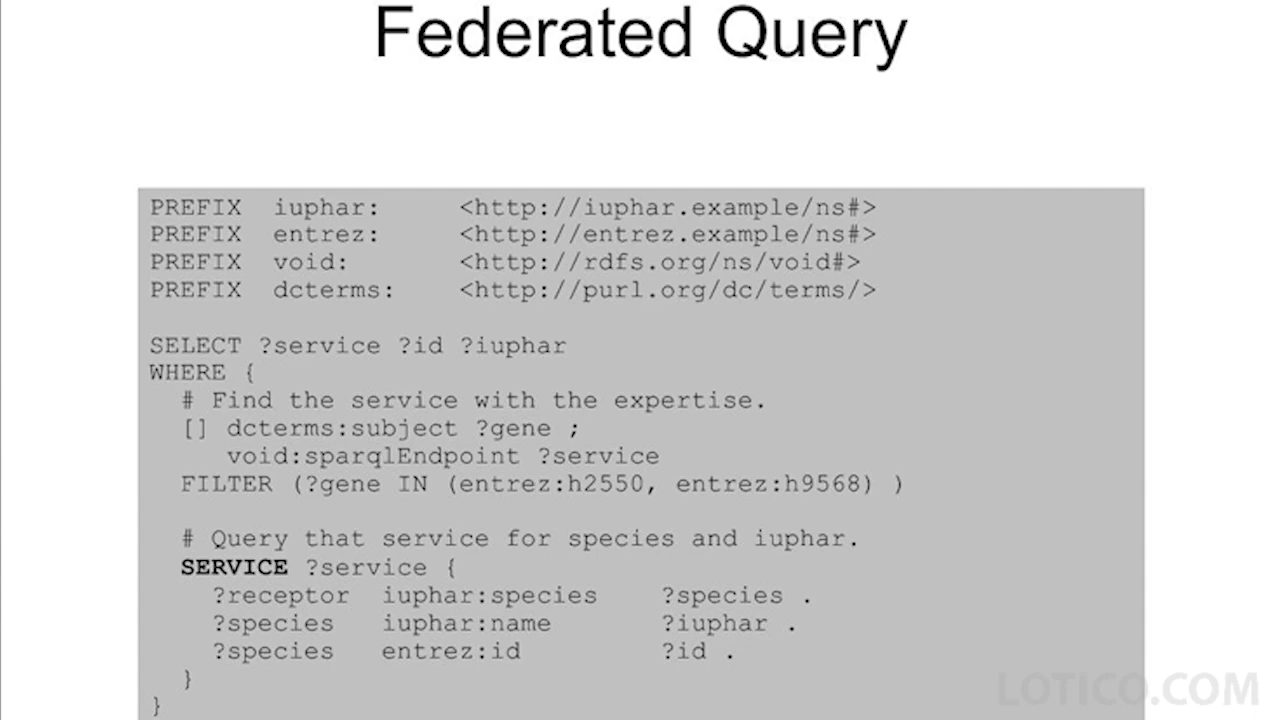 Federated Query
PREFIX iuphar: <http://iuphar.example/ns#>
PREFIX entrez: <http://entrez.example/ns#>
PREFIX void: <http://rdfs.org/ns/void#>
PREFIX dcterms: <http://purl.org/dc/terms/>
SELECT ?service ?id ?iuphar
WHERE {
# Find the service with the expertise.
[] dcterms:subject ?gene ;
void:sparqlEndpoint ?service
FILTER (?gene IN (entrez:h2550, entrez:h9568) )
# Query that service for species and iuphar.
SERVICE ?service {
?receptor iuphar:species ?species .
?species iuphar:name ?iuphar .
?species entrez:id ?id .
}
}
LOTICO.COM